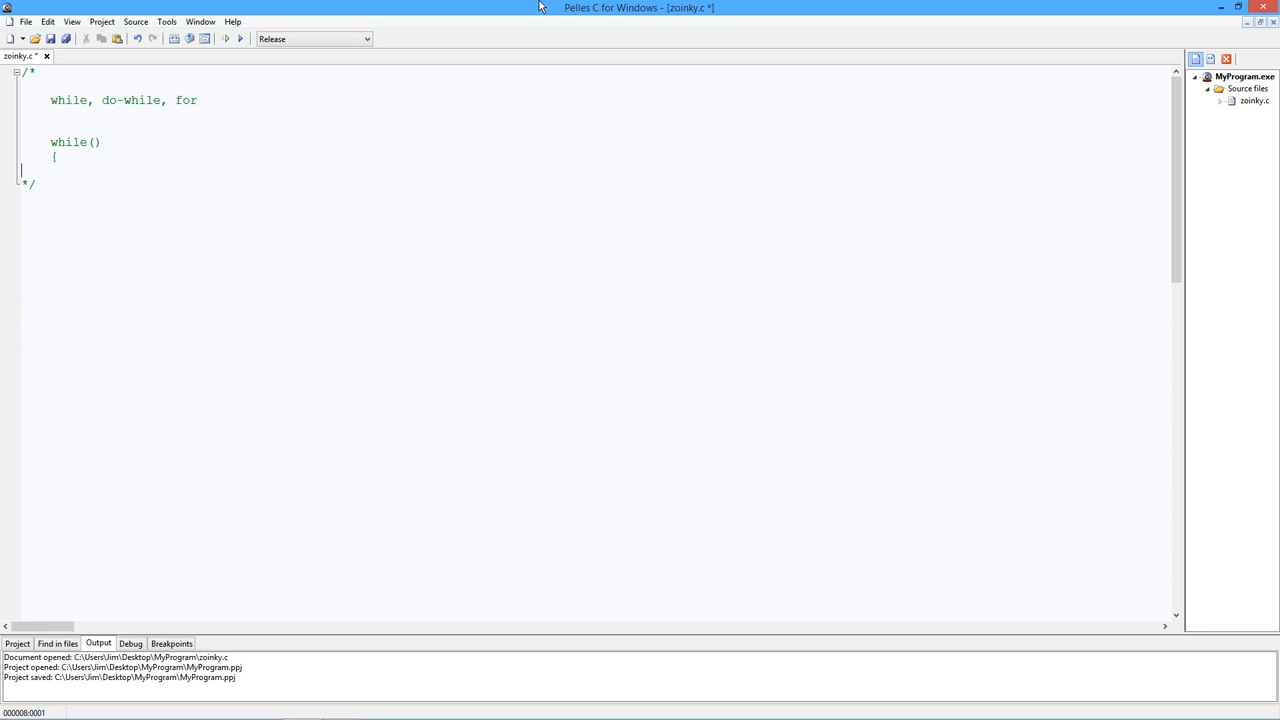 Pelles C for Windows - [zoinky.c *]
File Edit View Project Source Tools Window Help
Release
zoinky.c *
/*
while, do-while, for
while()
{
*/
MyProgram.exe
Source files
zoinky.c
Project Find in files Output Debug Breakpoints
Document opened: C:\Users\Jim\Desktop\MyProgram\zoinky.c
Project opened: C:\Users\Jim\Desktop\MyProgram\MyProgram.ppj
Project saved: C:\Users\Jim\Desktop\MyProgram\MyProgram.ppj
000008:0001